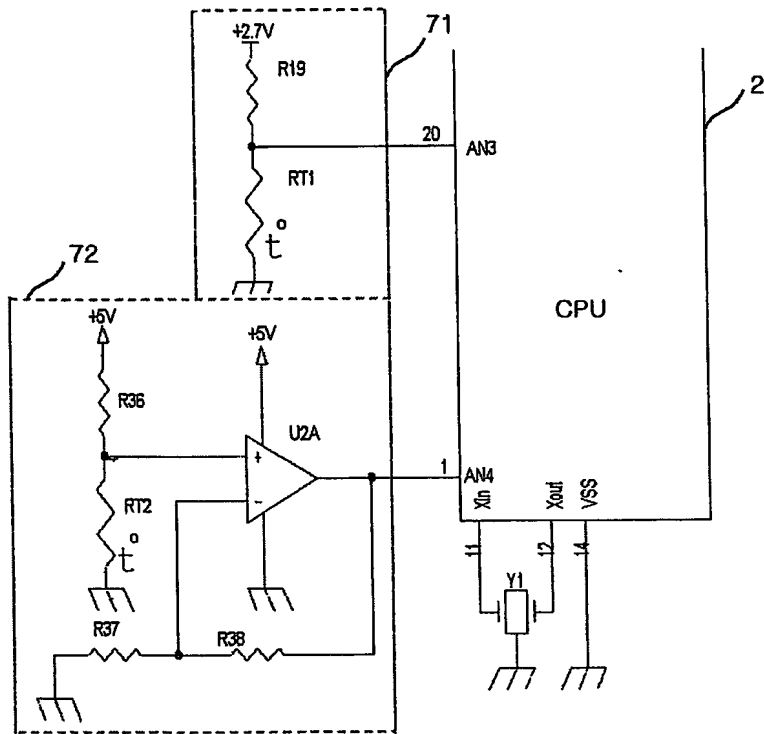 +2.7V
71
R19
2
20
AN3
RT1
t°
72
+5V
+5V
CPU
R36
U2A
+
1
AN4
RT2
-
Xin
Xout
VSS
t°
11
12
14
Y1
R37
R38